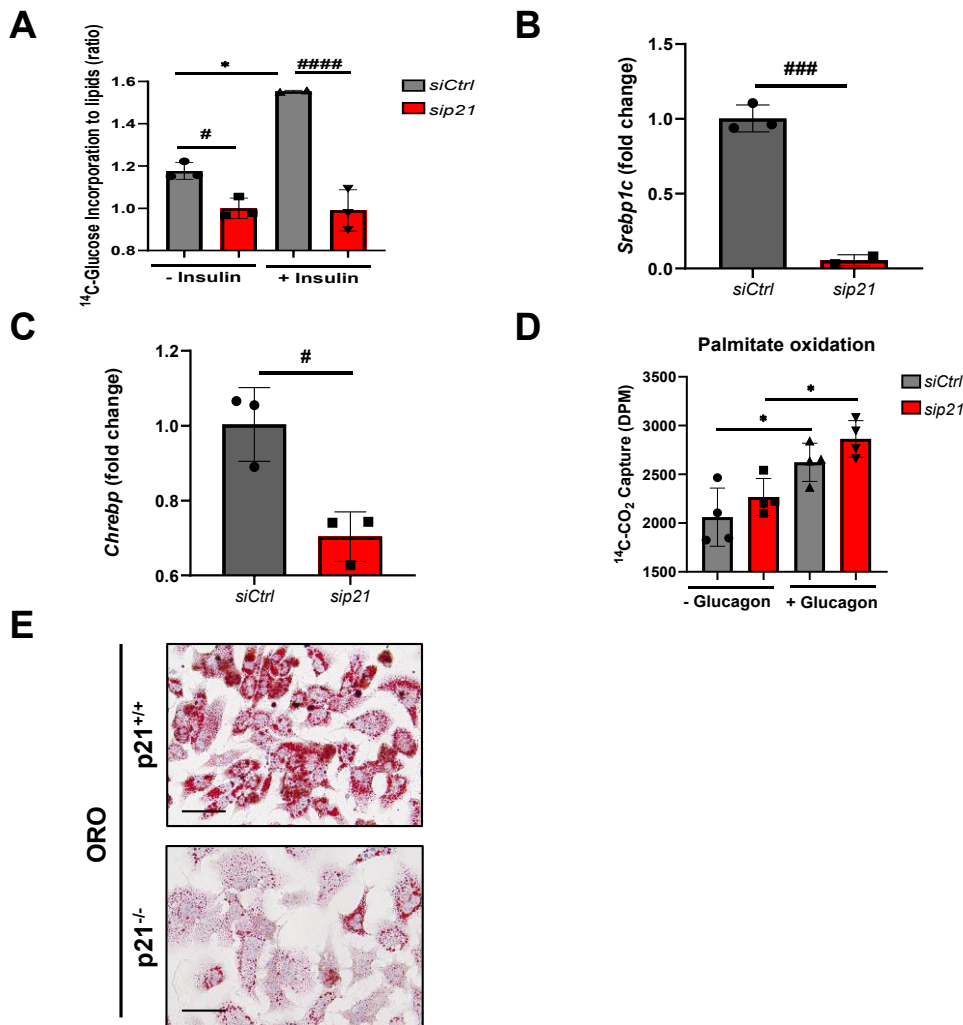 A
¹⁴C-Glucose Incorporation to lipids (ratio)
1.6
1.4
1.2
1.0
0.8
*
####
#
siCtrl
sip21
- Insulin
+ Insulin
B
Srebp1c (fold change)
1.5
1.0
0.5
0.0
###
siCtrl
sip21
C
Chrebp (fold change)
1.2
1.0
0.8
0.6
#
siCtrl
sip21
D
Palmitate oxidation
¹⁴C-CO₂ Capture (DPM)
3500
3000
2500
2000
1500
*
*
siCtrl
sip21
- Glucagon
+ Glucagon
E
ORO
p21⁺/⁺
p21⁻/⁻